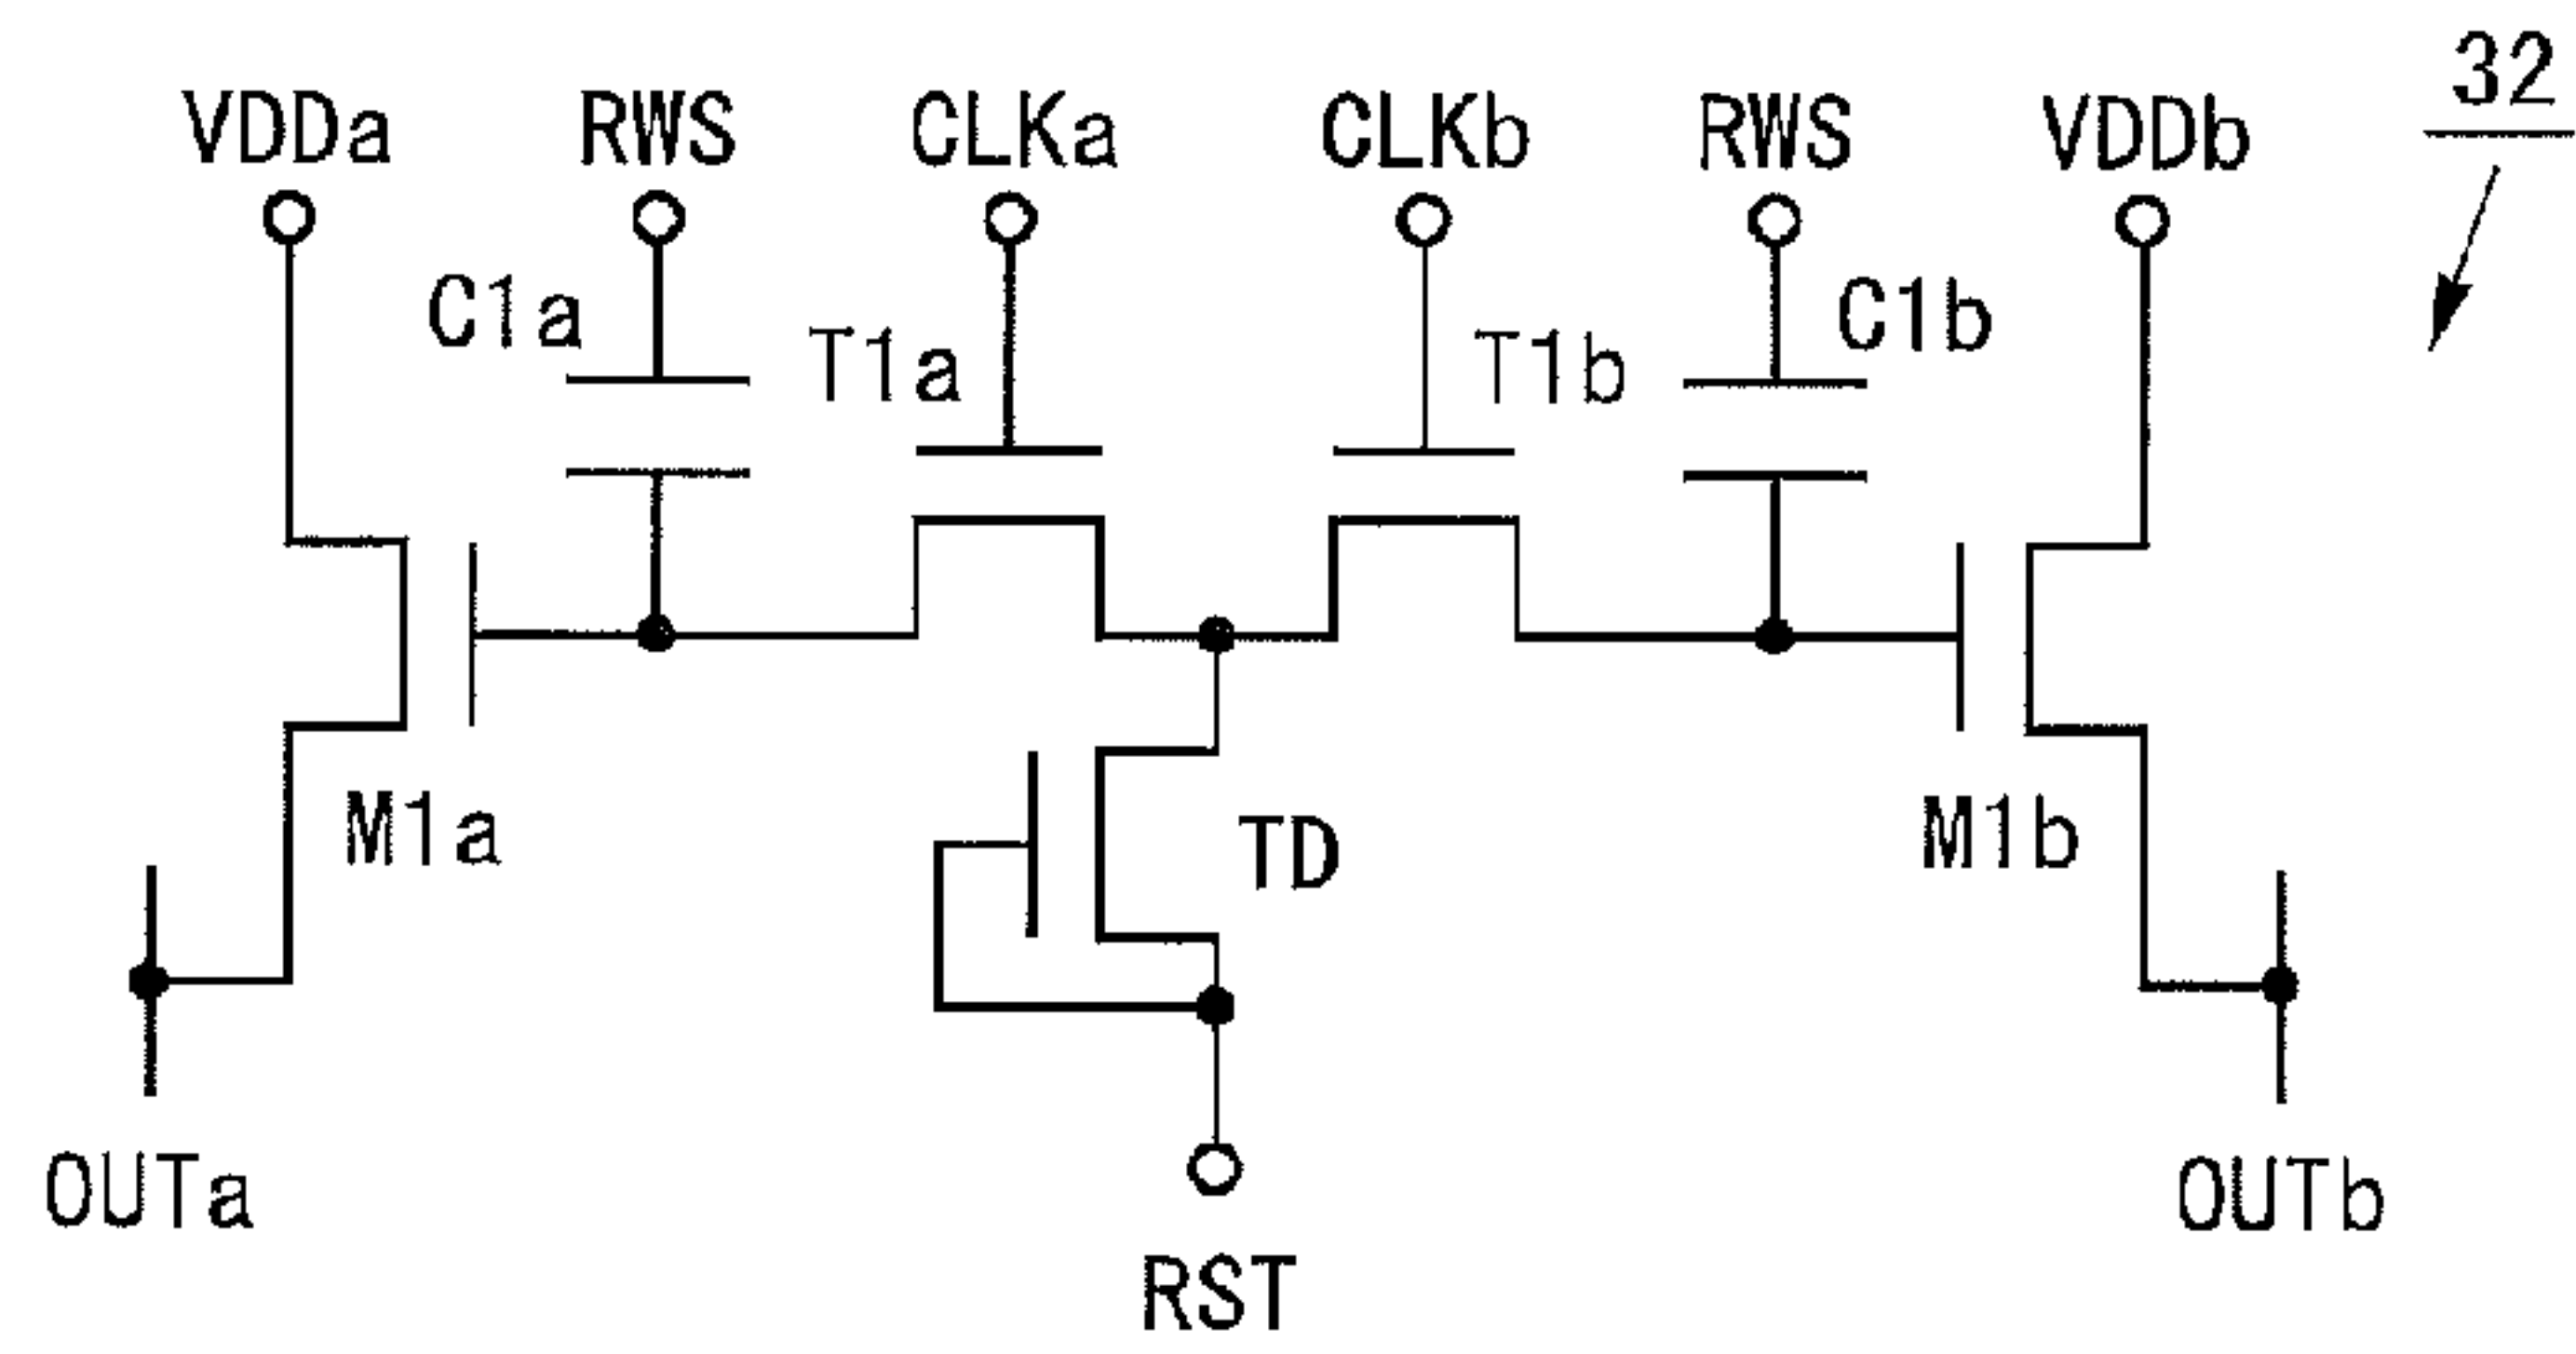 32
VDDa RWS CLKa CLKb RWS VDDb
C1a T1a T1b C1b
M1a TD M1b
OUTa OUTb
RST